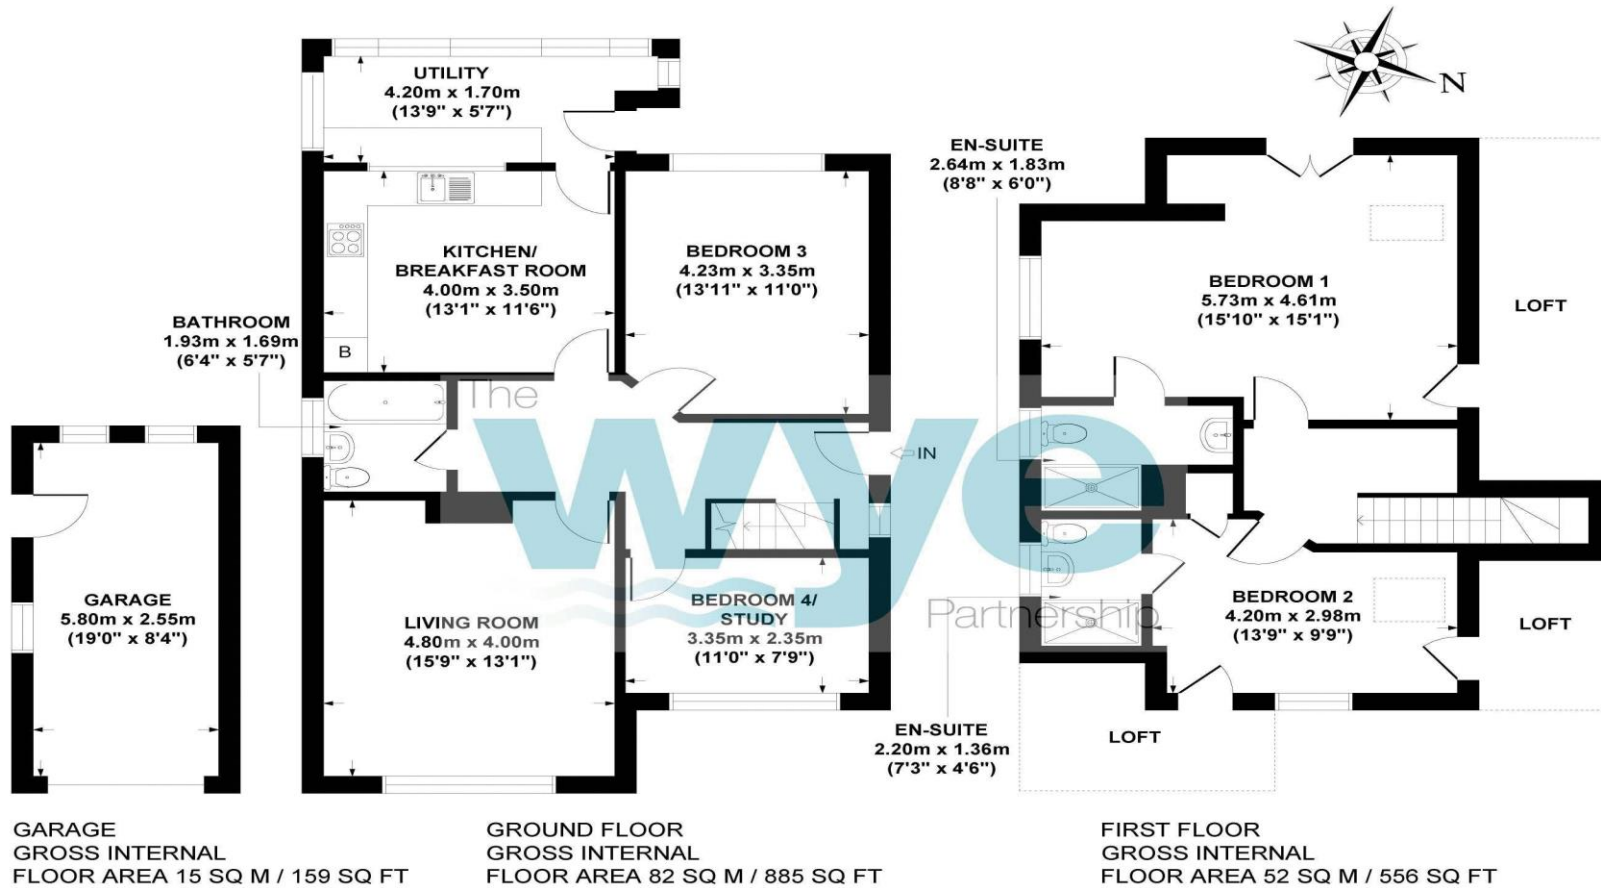 UTILITY
4.20m x 1.70m
(13'9" x 5'7")
N
EN-SUITE
2.64m x 1.83m
(8'8" x 6'0")
KITCHEN/
BREAKFAST ROOM
4.00m x 3.50m
(13'1" x 11'6")
BEDROOM 3
4.23m x 3.35m
(13'11" x 11'0")
BEDROOM 1
5.73m x 4.61m
(15'10" x 15'1")
LOFT
BATHROOM
1.93m x 1.69m
(6'4" x 5'7")
B
The
wye
Partnership
IN
GARAGE
5.80m x 2.55m
(19'0" x 8'4")
LIVING ROOM
4.80m x 4.00m
(15'9" x 13'1")
BEDROOM 4/
STUDY
3.35m x 2.35m
(11'0" x 7'9")
BEDROOM 2
4.20m x 2.98m
(13'9" x 9'9")
LOFT
EN-SUITE
2.20m x 1.36m
(7'3" x 4'6")
LOFT
GARAGE
GROSS INTERNAL
FLOOR AREA 15 SQ M / 159 SQ FT
GROUND FLOOR
GROSS INTERNAL
FLOOR AREA 82 SQ M / 885 SQ FT
FIRST FLOOR
GROSS INTERNAL
FLOOR AREA 52 SQ M / 556 SQ FT